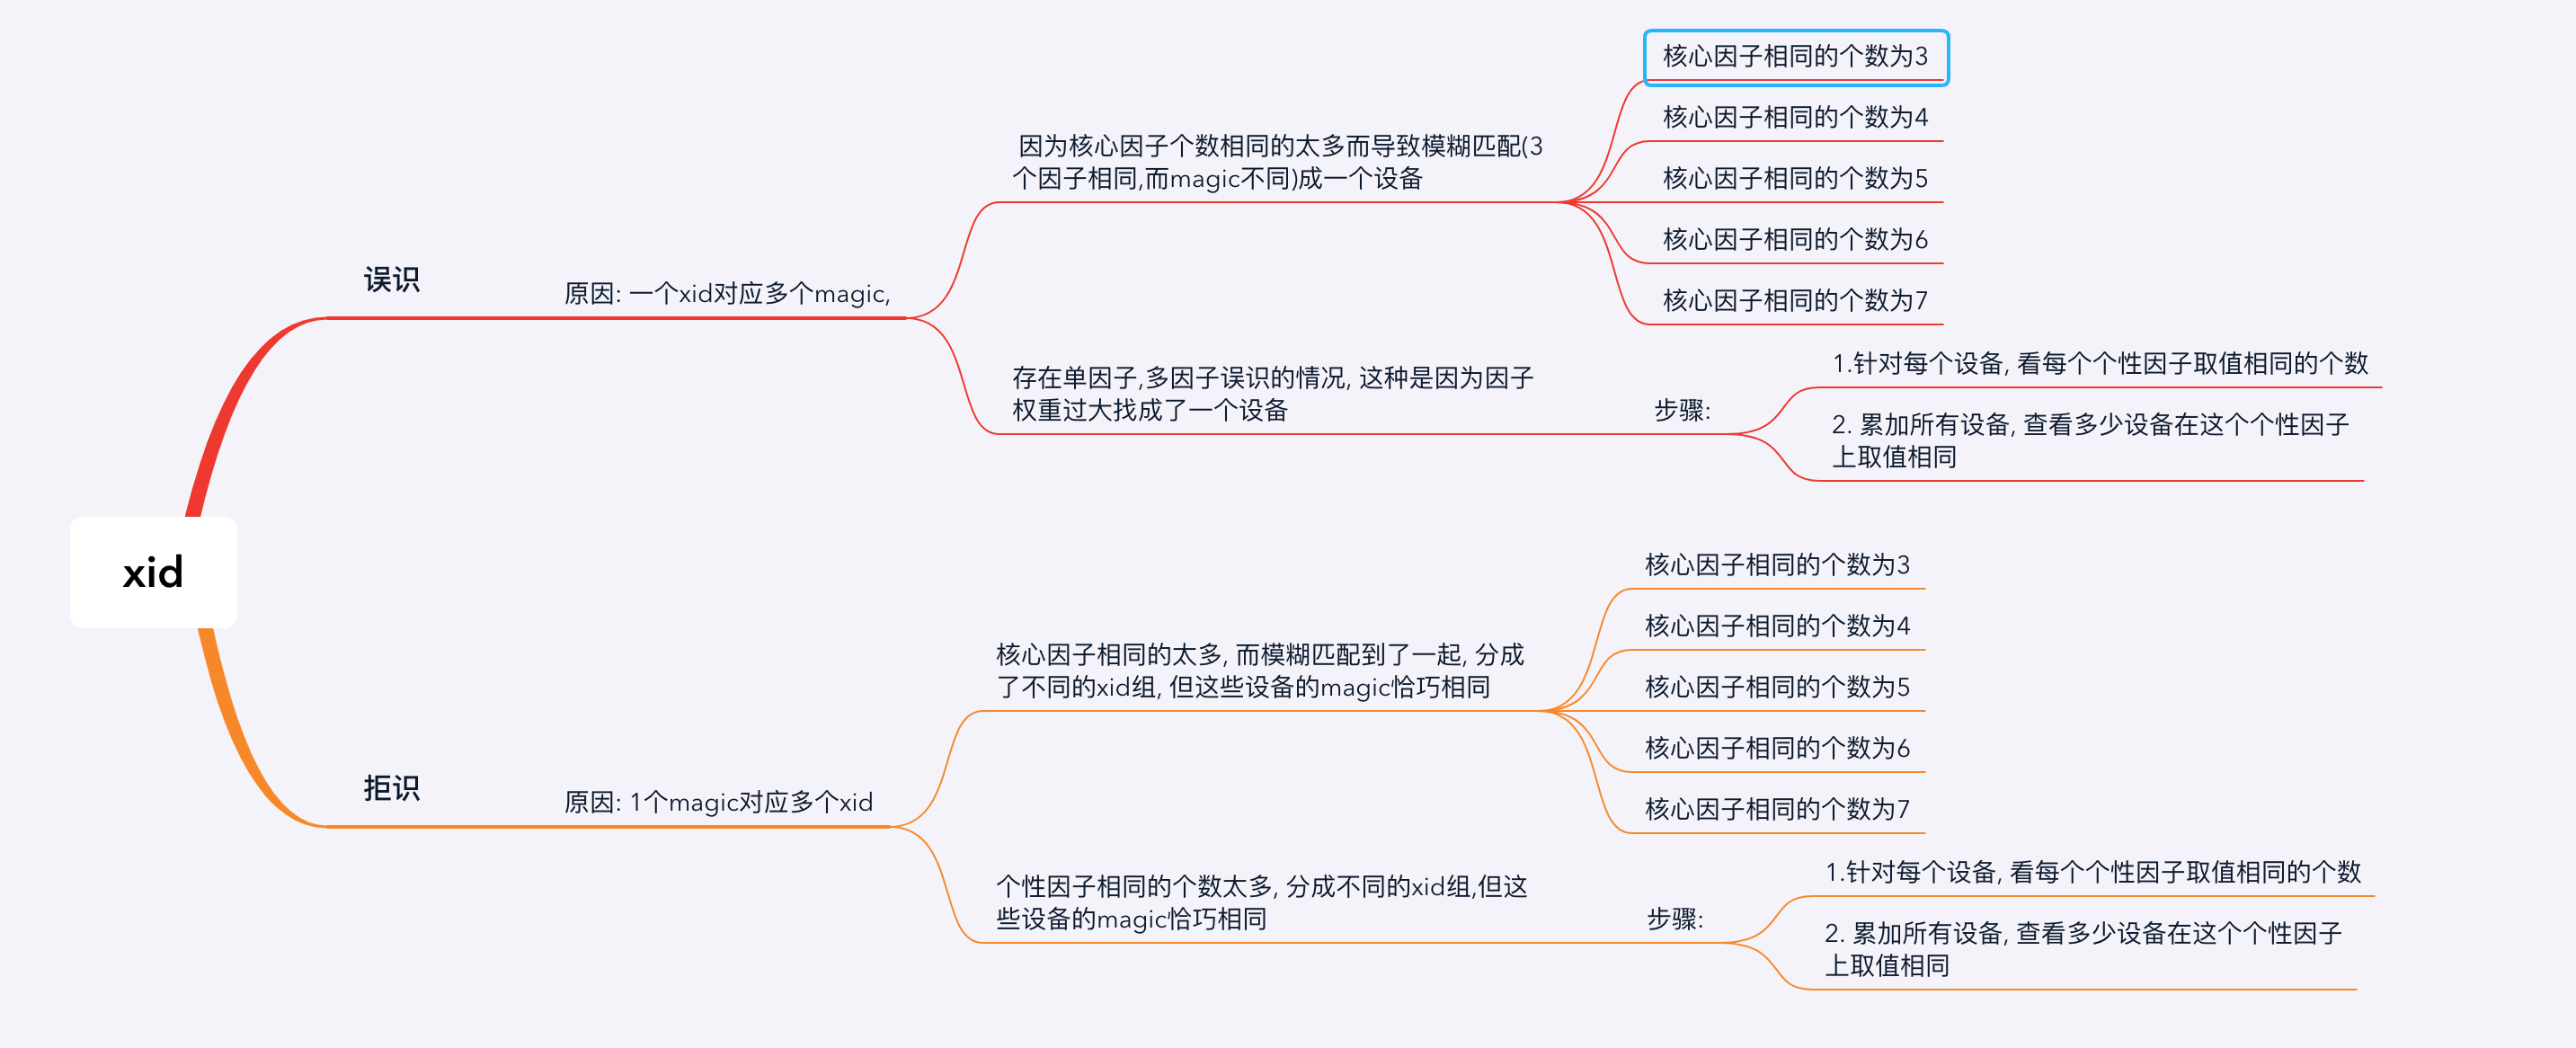 xid
误识
原因: 一个xid对应多个magic,
因为核心因子个数相同的太多而导致模糊匹配(3
个因子相同,而magic不同)成一个设备
核心因子相同的个数为3
核心因子相同的个数为4
核心因子相同的个数为5
核心因子相同的个数为6
核心因子相同的个数为7
存在单因子,多因子误识的情况, 这种是因为因子
权重过大找成了一个设备
步骤:
1.针对每个设备, 看每个个性因子取值相同的个数
2. 累加所有设备, 查看多少设备在这个个性因子
上取值相同
拒识
原因: 1个magic对应多个xid
核心因子相同的太多, 而模糊匹配到了一起, 分成
了不同的xid组, 但这些设备的magic恰巧相同
核心因子相同的个数为3
核心因子相同的个数为4
核心因子相同的个数为5
核心因子相同的个数为6
核心因子相同的个数为7
个性因子相同的个数太多, 分成不同的xid组,但这
些设备的magic恰巧相同
步骤:
1.针对每个设备, 看每个个性因子取值相同的个数
2. 累加所有设备, 查看多少设备在这个个性因子
上取值相同